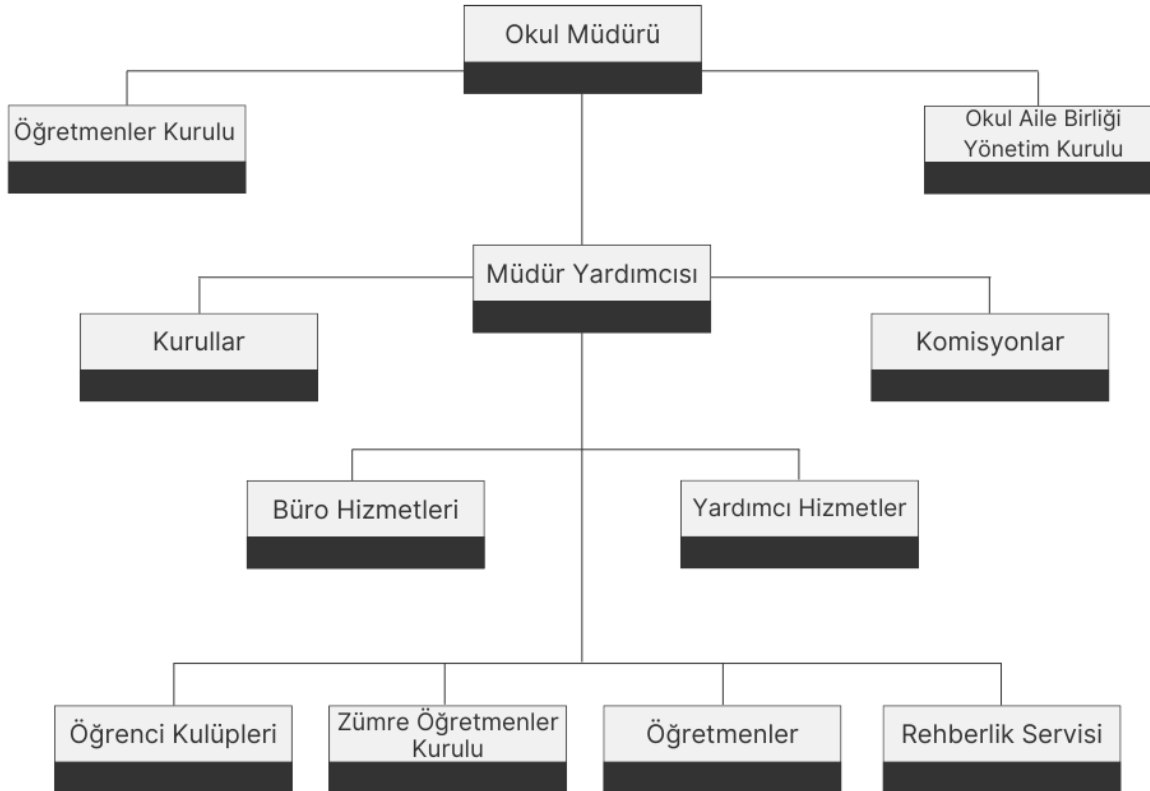 Okul Müdürü
Öğretmenler Kurulu
Okul Aile Birliği
Yönetim Kurulu
Müdür Yardımcısı
Kurullar
Komisyonlar
Büro Hizmetleri
Yardımcı Hizmetler
Öğrenci Kulüpleri
Zümre Öğretmenler
Kurulu
Öğretmenler
Rehberlik Servisi